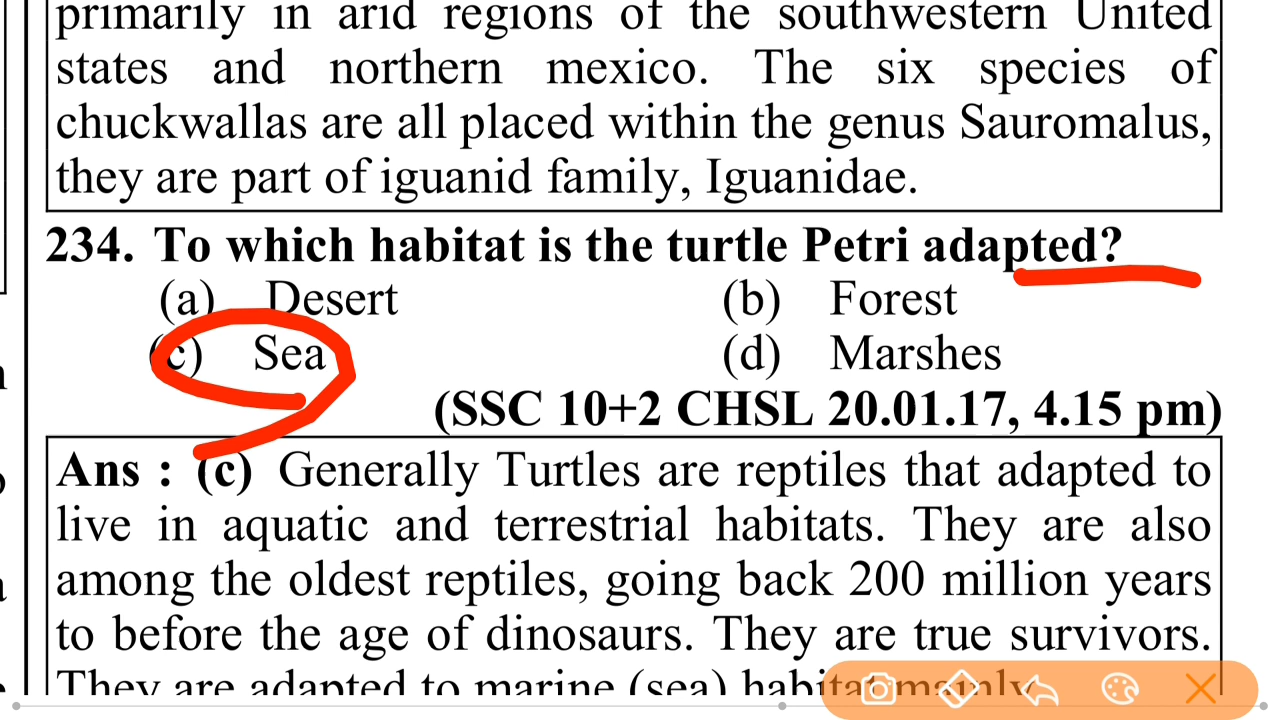 primarily in arid regions of the southwestern United
states and northern mexico. The six species of
chuckwallas are all placed within the genus Sauromalus,
they are part of iguanid family, Iguanidae.
234. To which habitat is the turtle Petri adapted?
(a) Desert (b) Forest
(c) Sea (d) Marshes
(SSC 10+2 CHSL 20.01.17, 4.15 pm)
Ans : (c) Generally Turtles are reptiles that adapted to
live in aquatic and terrestrial habitats. They are also
among the oldest reptiles, going back 200 million years
to before the age of dinosaurs. They are true survivors.
They are adapted to marine (sea) habitat mainly